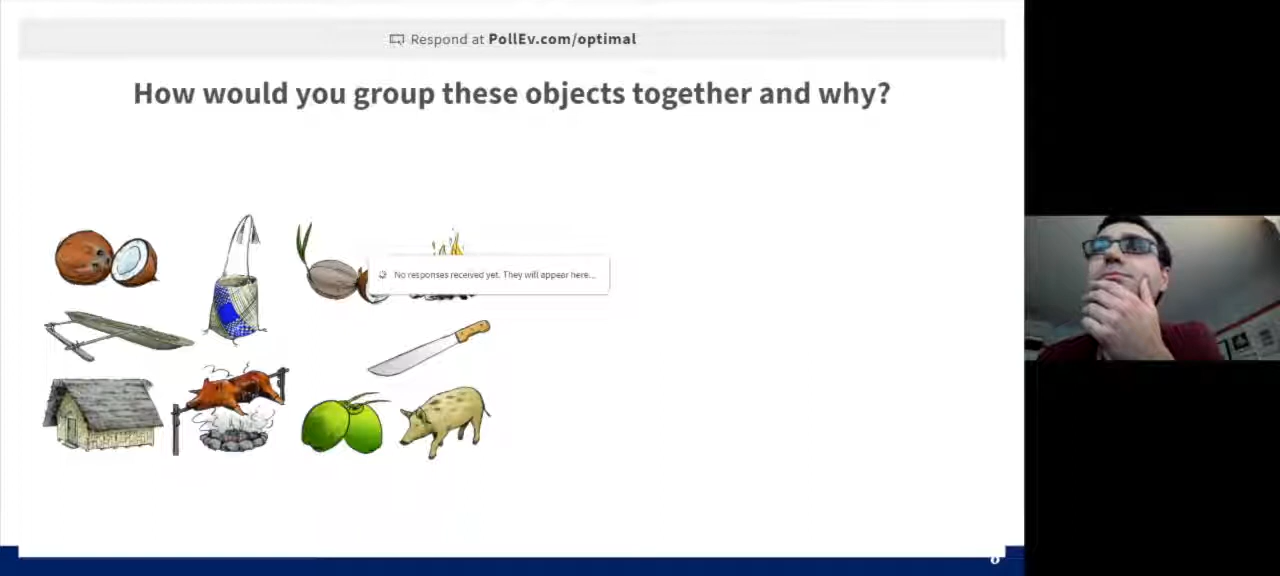 Respond at PollEv.com/optimal
How would you group these objects together and why?
No responses received yet. They will appear here...